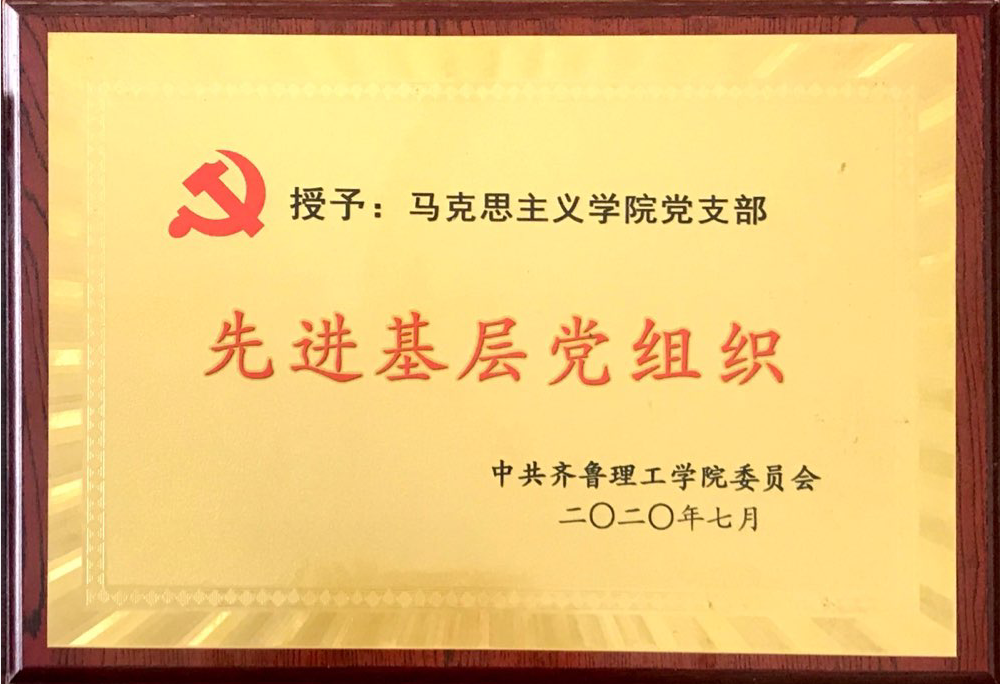 授予：马克思主义学院党支部
先进基层党组织
中共齐鲁理工学院委员会
二〇二〇年七月